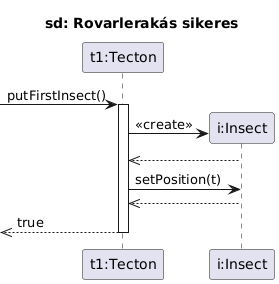 sd: Rovarlerakás sikeres
t1:Tecton
putFirstInsect()
«create»
i:Insect
setPosition(t)
true
t1:Tecton
i:Insect